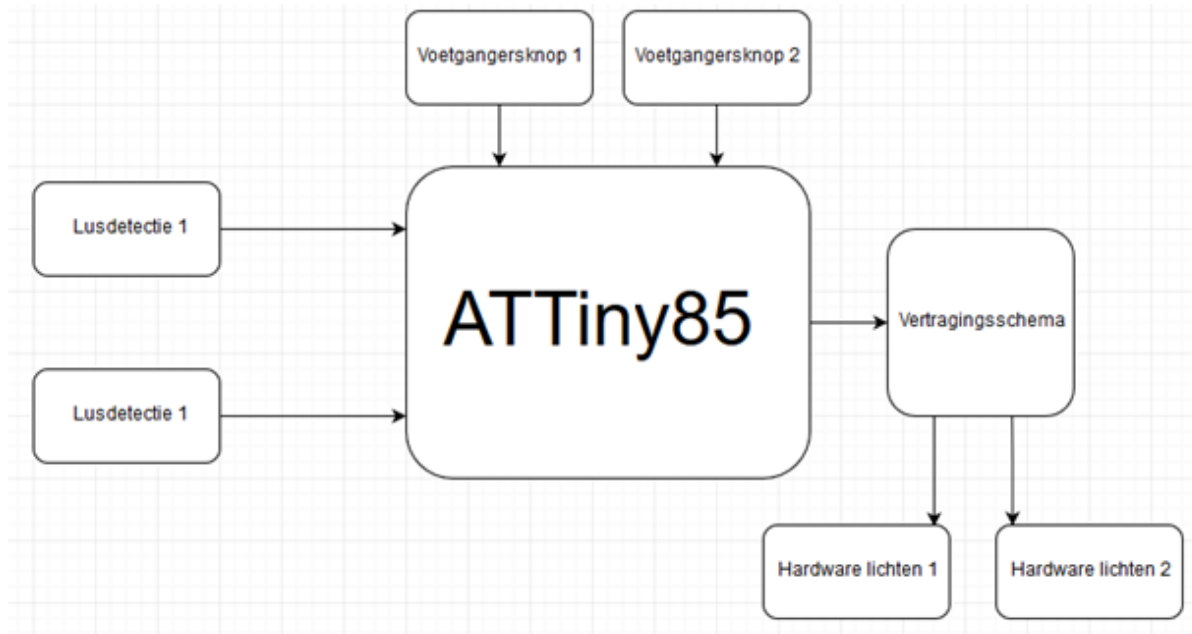 Voetgangersknop 1
Voetgangersknop 2
Lusdetectie 1
ATTiny85
Vertragingsschema
Lusdetectie 1
Hardware lichten 1
Hardware lichten 2